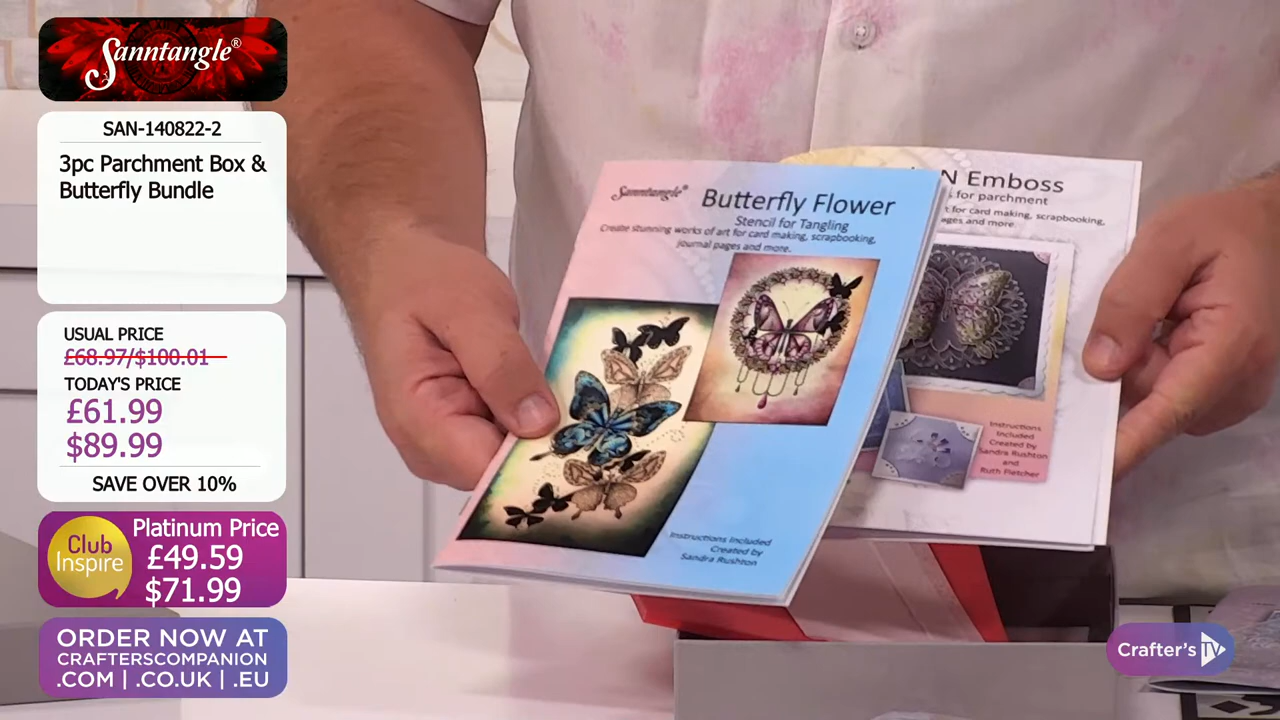 Sanntangle®
SAN-140822-2
3pc Parchment Box &
Butterfly Bundle
USUAL PRICE
£68.97/$100.01
TODAY'S PRICE
£61.99
$89.99
SAVE OVER 10%
Club
Inspire
Platinum Price
£49.59
$71.99
ORDER NOW AT
CRAFTERSCOMPANION
.COM | .CO.UK | .EU
Sanntangle®
Butterfly Flower
Stencil for Tangling
Create stunning works of art for card making, scrapbooking,
journal pages and more.
Instructions Included
Created by
Sandra Rushton
N Emboss
for parchment
for card making, scrapbooking,
and more.
Instructions
Included
Created by
Sandra Rushton
and
Ruth Fletcher
Crafter's TV